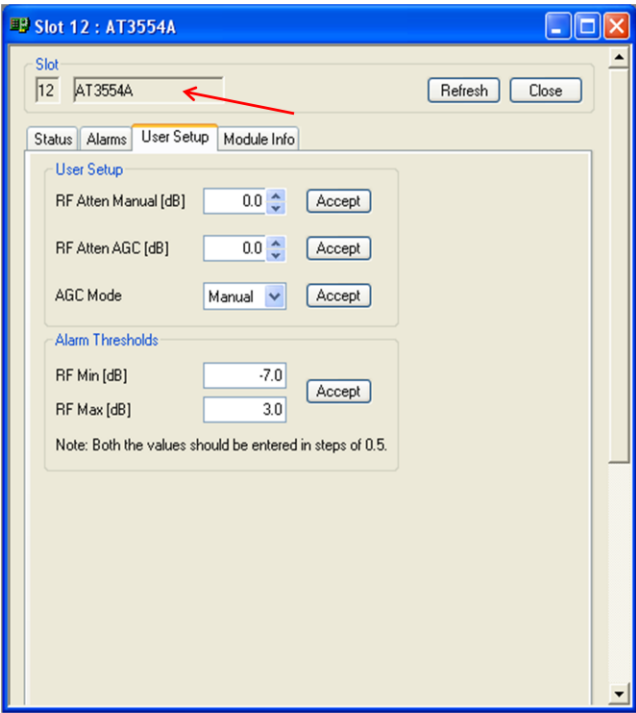 Slot 12 : AT3554A
Slot
12 AT3554A Refresh Close
Status Alarms User Setup Module Info
User Setup
RF Atten Manual [dB] 0.0 Accept
RF Atten AGC [dB] 0.0 Accept
AGC Mode Manual Accept
Alarm Thresholds
RF Min [dB] -7.0
Accept
RF Max [dB] 3.0
Note: Both the values should be entered in steps of 0.5.